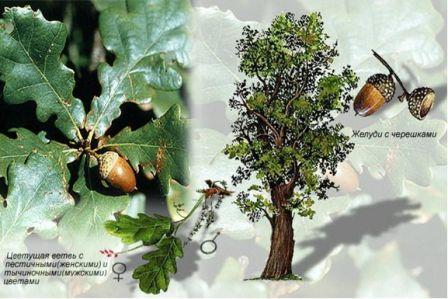 Желуди с черешками
Цветущая ветвь с
пестичными(женскими) и
тычиночными(мужскими)
цветами